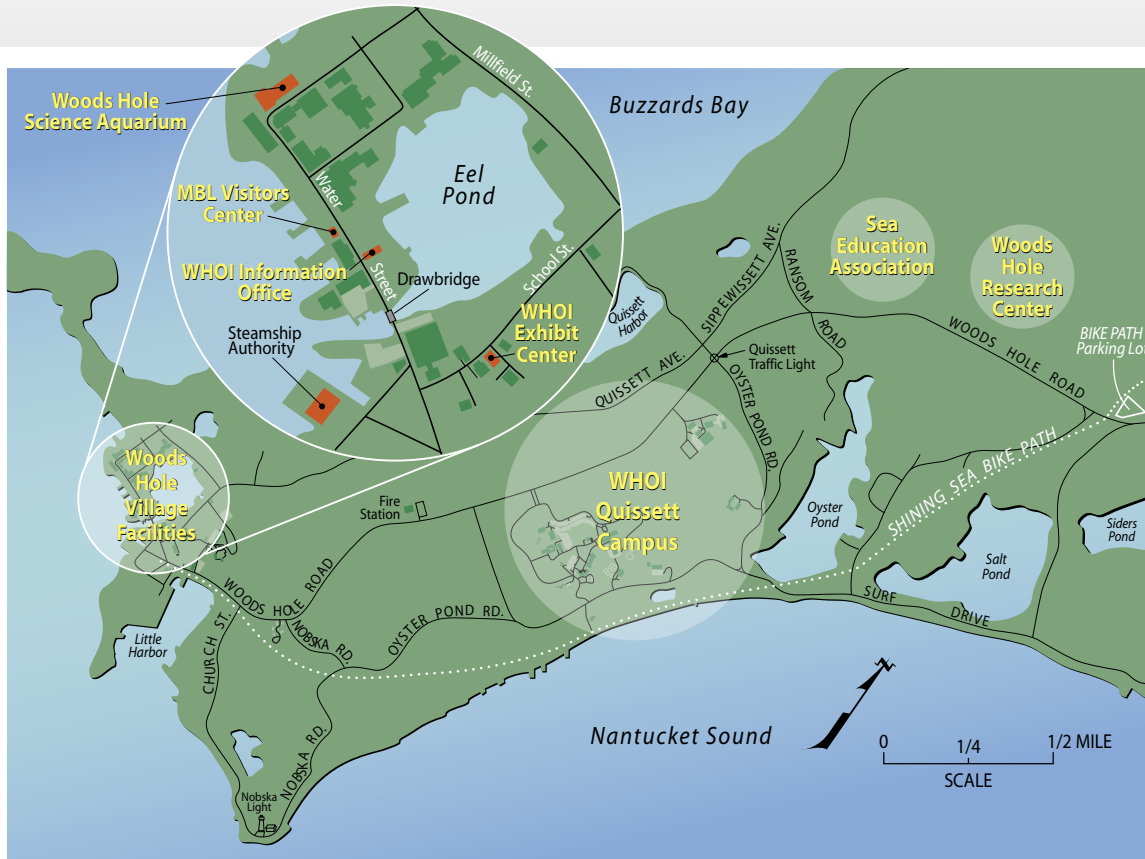 Millfield St.
Buzzards Bay
Woods Hole
Science Aquarium
Eel
Pond
Water
Street
MBL Visitors
Center
WHOI Information
Office
Drawbridge
School St.
Steamship
Authority
WHOI
Exhibit
Center
Quissett
Harbor
SIPPEWISSETT AVE.
RANSOM
ROAD
Sea
Education
Association
Woods
Hole
Research
Center
WOODS HOLE ROAD
BIKE PATH
Parking Lot
QUISSETT AVE.
Quissett
Traffic Light
OYSTER POND RD.
SHINING SEA BIKE PATH
Woods
Hole
Village
Facilities
Fire
Station
WHOI
Quissett
Campus
Oyster
Pond
Salt
Pond
Siders
Pond
WOODS HOLE ROAD
NOBSKA RD.
OYSTER POND RD.
SURF DRIVE
Little
Harbor
CHURCH ST.
NOBSKA RD.
Nobska
Light
Nantucket Sound
N
0 1/4 1/2 MILE
SCALE